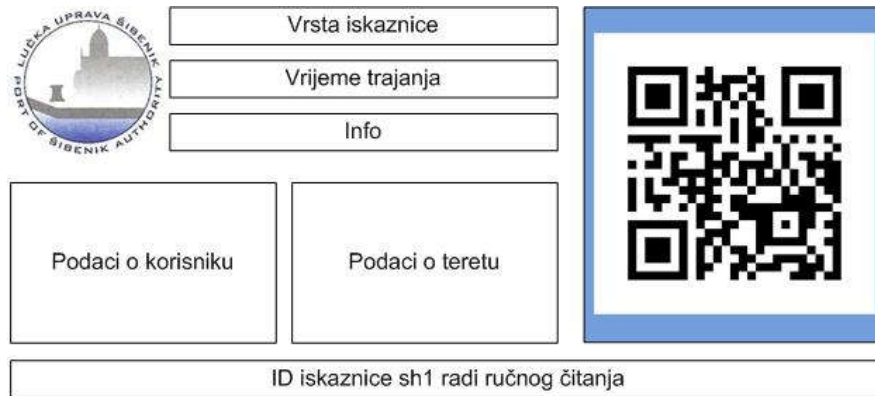 LUČKA UPRAVA ŠIBENIK
PORT OF ŠIBENIK AUTHORITY
Vrsta iskaznice
Vrijeme trajanja
Info
Podaci o korisniku
Podaci o teretu
ID iskaznice sh1 radi ručnog čitanja